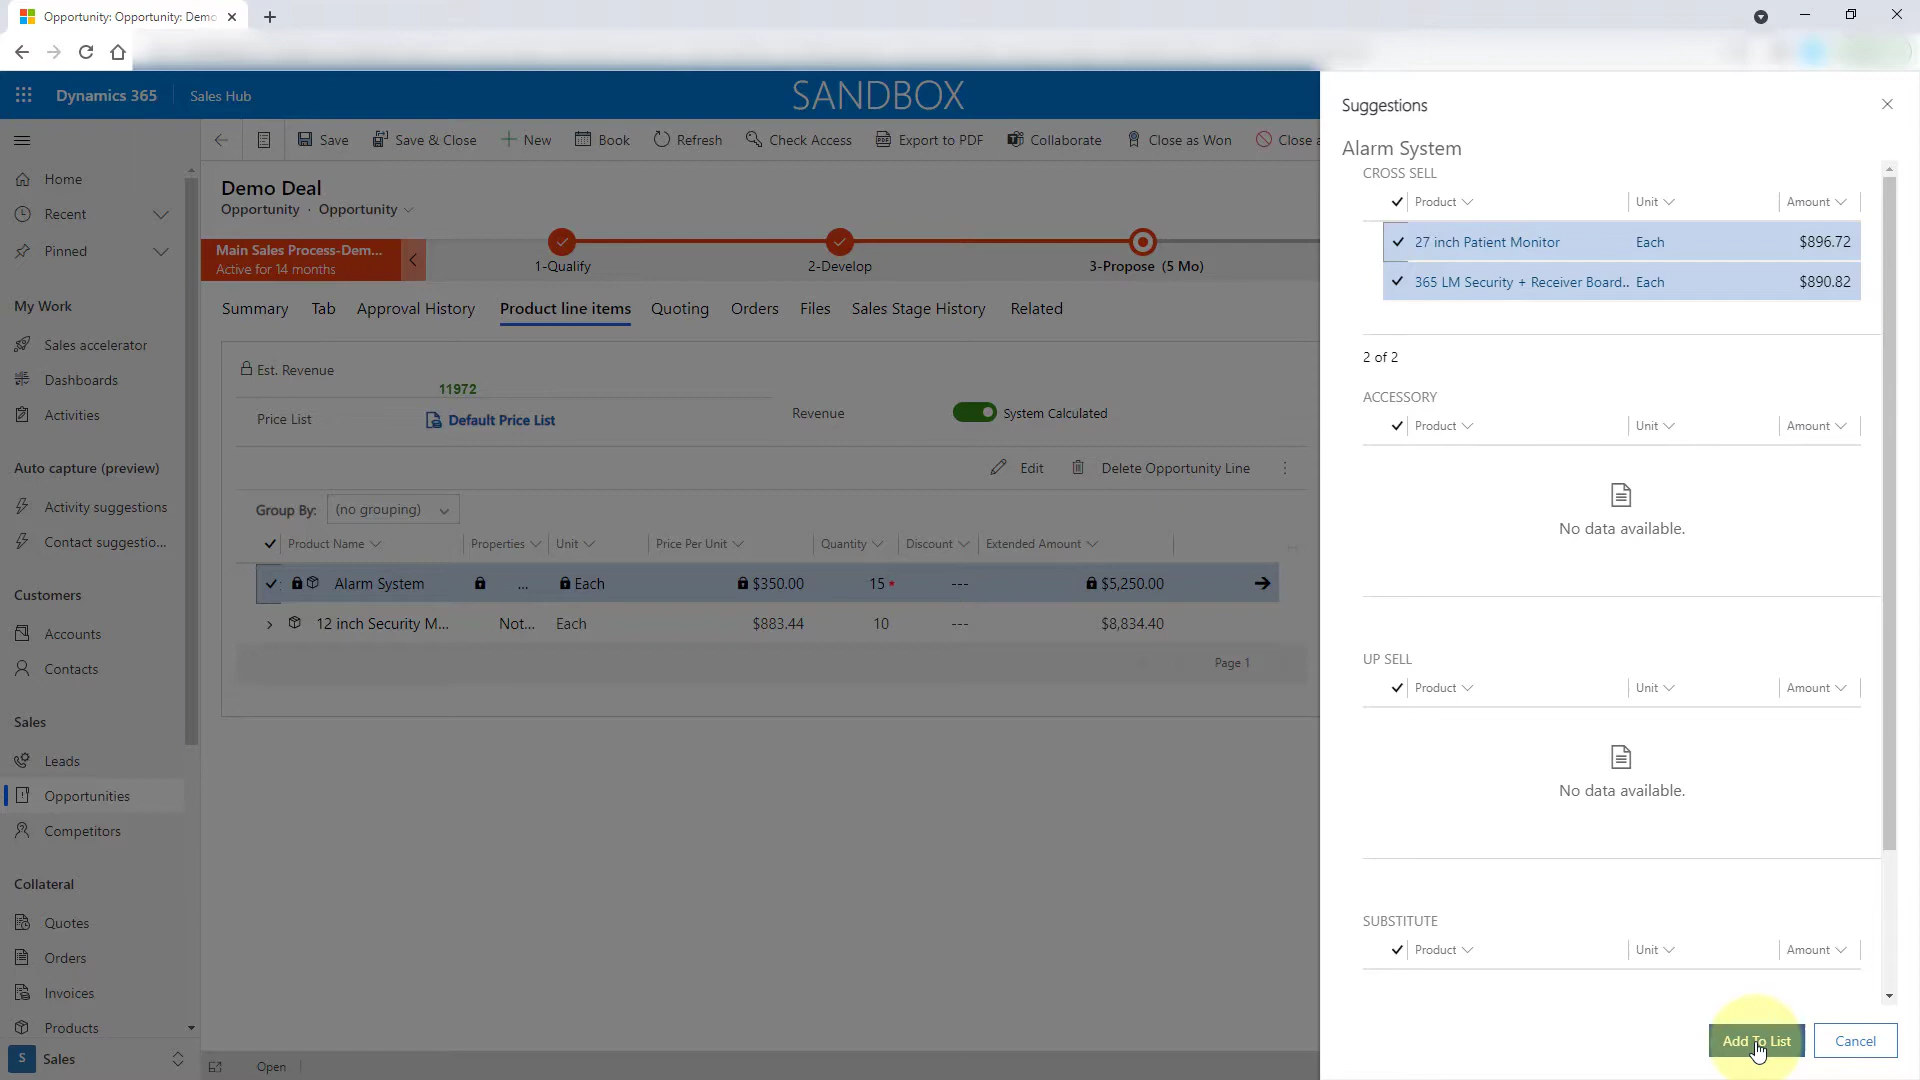 Opportunity: Opportunity: Demo
Dynamics 365
Sales Hub
SANDBOX
Save
Save & Close
New
Book
Refresh
Check Access
Export to PDF
Collaborate
Close as Won
Close a
Home
Recent
Pinned
My Work
Sales accelerator
Dashboards
Activities
Auto capture (preview)
Activity suggestions
Contact suggestio...
Customers
Accounts
Contacts
Sales
Leads
Opportunities
Competitors
Collateral
Quotes
Orders
Invoices
Products
S Sales
Demo Deal
Opportunity · Opportunity
Main Sales Process-Dem...
Active for 14 months
1-Qualify
2-Develop
3-Propose (5 Mo)
Summary Tab Approval History Product line items Quoting Orders Files Sales Stage History Related
Est. Revenue
11972
Price List
Default Price List
Revenue
System Calculated
Edit
Delete Opportunity Line
Group By: (no grouping)
Product Name Properties Unit Price Per Unit Quantity Discount Extended Amount
Alarm System ... Each $350.00 15 * --- $5,250.00
12 inch Security M... Not... Each $883.44 10 --- $8,834.40
Page 1
Open
Suggestions
Alarm System
CROSS SELL
Product Unit Amount
27 inch Patient Monitor Each $896.72
365 LM Security + Receiver Board.. Each $890.82
2 of 2
ACCESSORY
Product Unit Amount
No data available.
UP SELL
Product Unit Amount
No data available.
SUBSTITUTE
Product Unit Amount
Add To List
Cancel